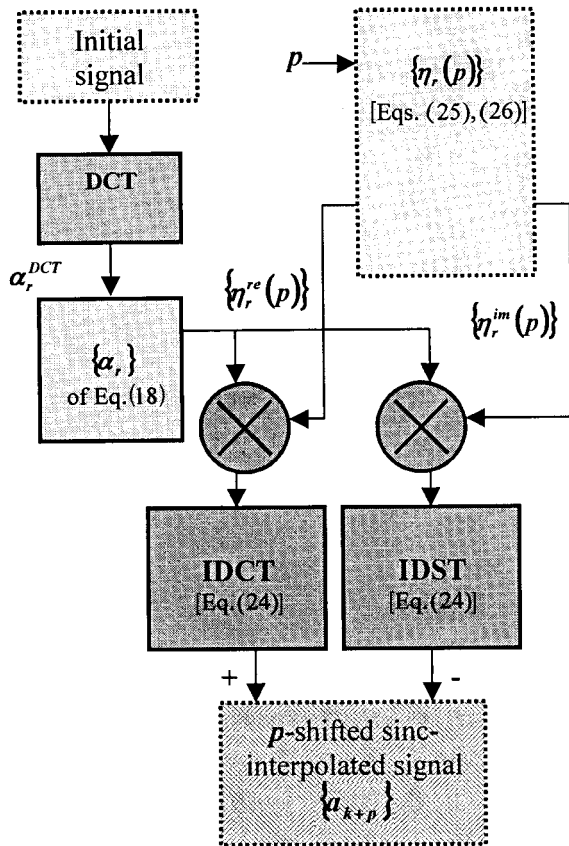 Initial
signal
p
{η_r(p)}
[Eqs. (25),(26)]
DCT
α_r^{DCT}
{η_r^{re}(p)}
{η_r^{im}(p)}
{α_r}
of Eq.(18)
IDCT
[Eq.(24)]
IDST
[Eq.(24)]
+
-
p-shifted sinc-
interpolated signal
{a_{k+p}}